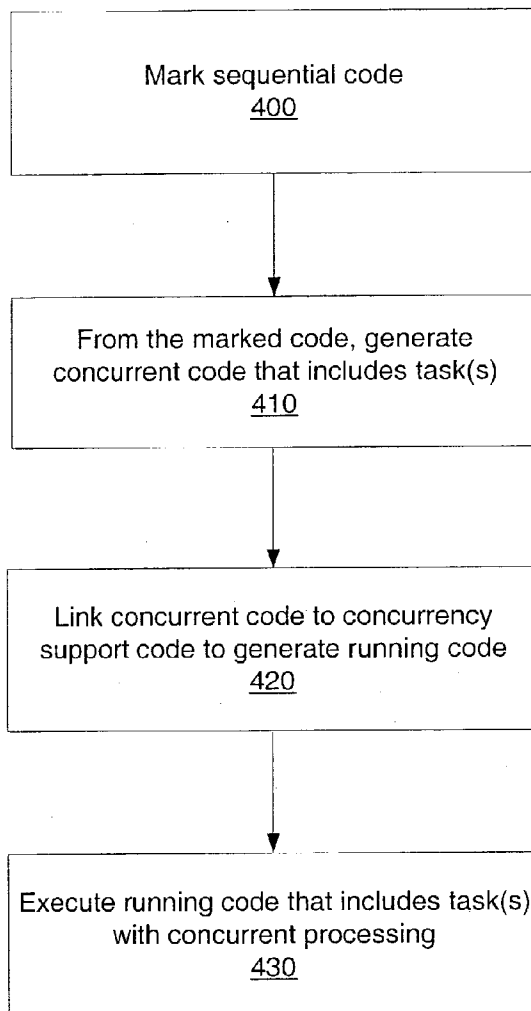 Mark sequential code
400
From the marked code, generate
concurrent code that includes task(s)
410
Link concurrent code to concurrency
support code to generate running code
420
Execute running code that includes task(s)
with concurrent processing
430